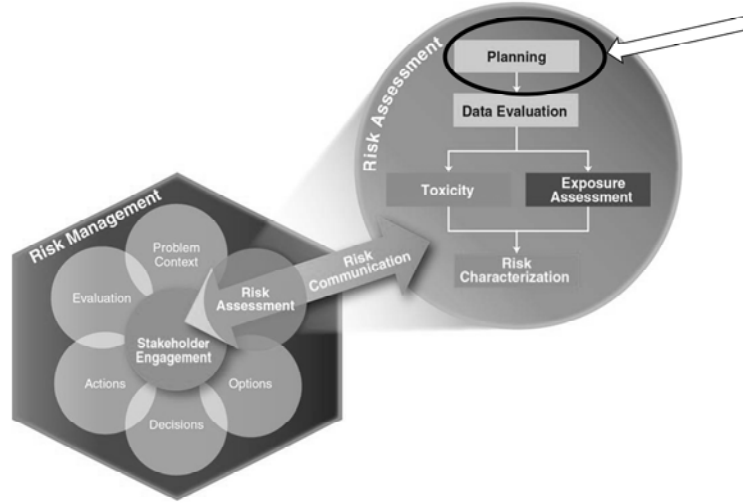 Risk Assessment
Planning
Data Evaluation
Toxicity
Exposure
Assessment
Risk
Characterization
Risk Management
Risk
Communication
Problem
Context
Risk
Assessment
Evaluation
Stakeholder
Engagement
Actions
Options
Decisions